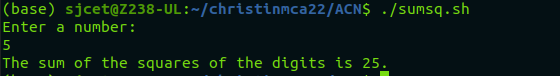 (base) sjcet@Z238-UL:~/christinmca22/ACN$ ./sumsq.sh
Enter a number:
5
The sum of the squares of the digits is 25.